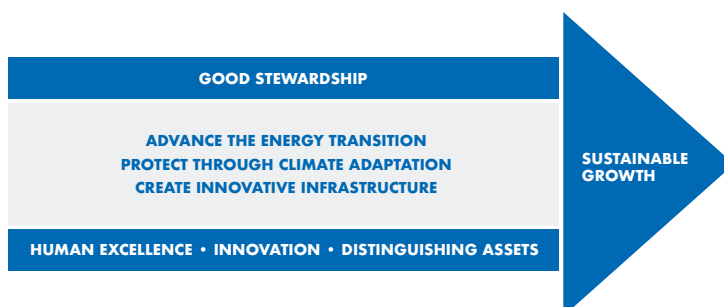 GOOD STEWARDSHIP
ADVANCE THE ENERGY TRANSITION
PROTECT THROUGH CLIMATE ADAPTATION
CREATE INNOVATIVE INFRASTRUCTURE
HUMAN EXCELLENCE • INNOVATION • DISTINGUISHING ASSETS
SUSTAINABLE
GROWTH